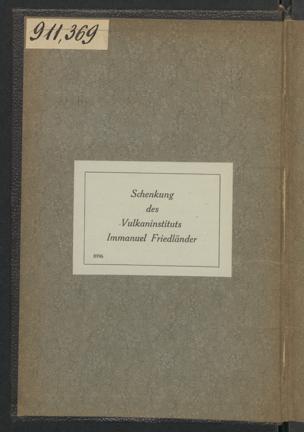 911,369
Schenkung
des
Vulkaninstituts
Immanuel Friedländer